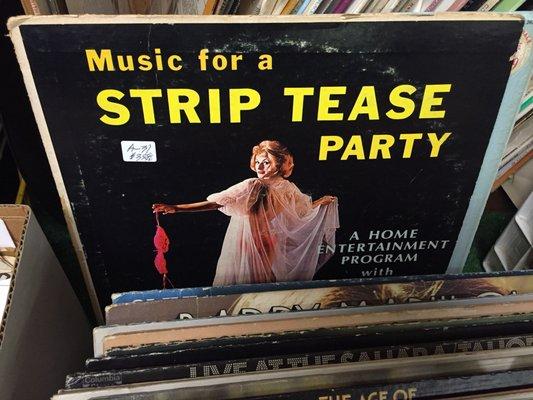 Music for a
STRIP TEASE
PARTY
A HOME
ENTERTAINMENT
PROGRAM
with
LIVE AT THE SAHARA/TAHOE
Columbia
THE AGE OF